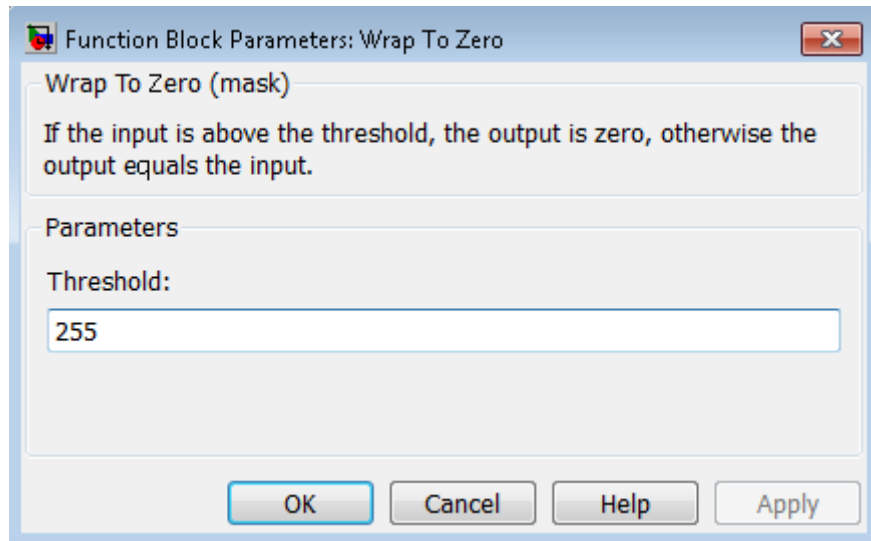 Function Block Parameters: Wrap To Zero
Wrap To Zero (mask)
If the input is above the threshold, the output is zero, otherwise the
output equals the input.
Parameters
Threshold:
255
OK Cancel Help Apply